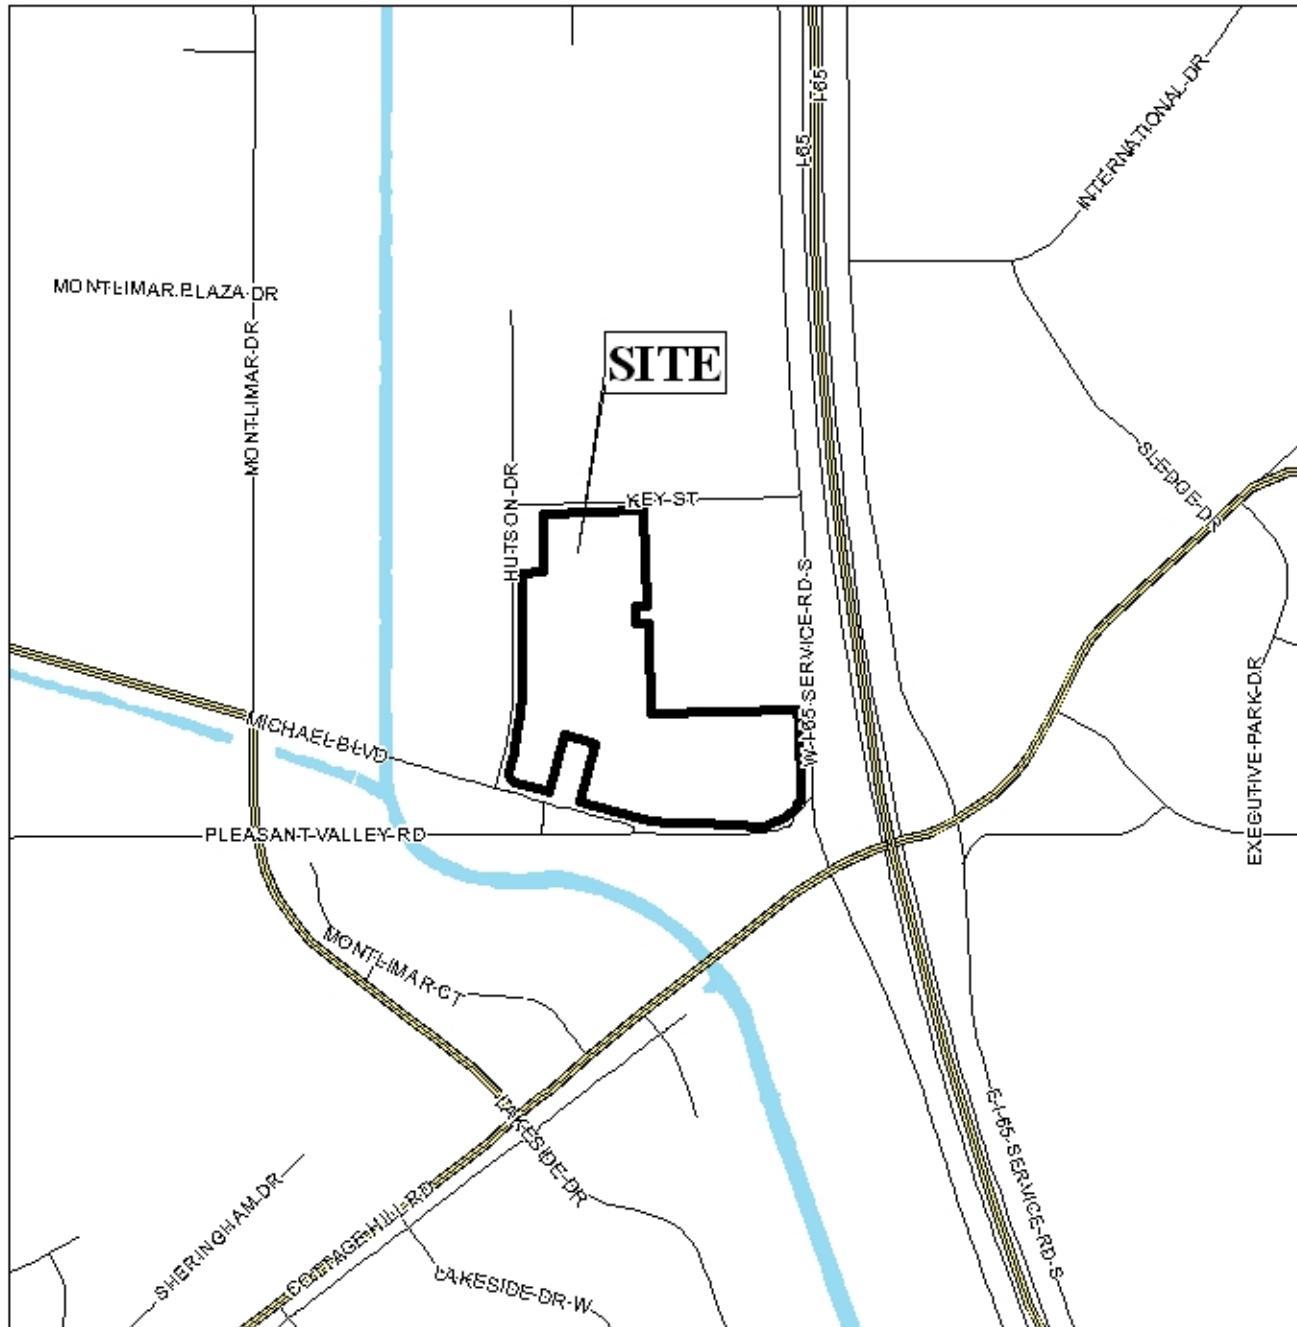 I-65
I-65
INTERNATIONAL-DR
MONTLIMAR-PLAZA-DR
MONTLIMAR-DR
SITE
HUTSON-DR
KEY-ST
SLEDGE-DR
W-I-65-SERVICE-RD-S
MICHAEL-BLVD
EXECUTIVE-PARK-DR
PLEASANT-VALLEY-RD
MONTLIMAR-CT
LAKESIDE-DR
E-I-65-SERVICE-RD-S
SHERINGHAM-DR
COTTAGE-HILL-RD
LAKESIDE-DR-W